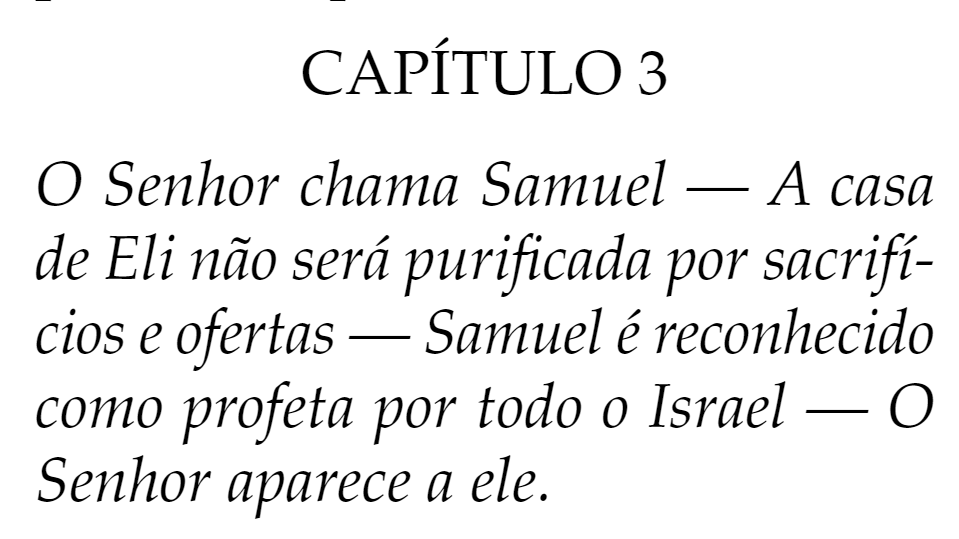 CAPÍTULO 3
O Senhor chama Samuel — A casa
de Eli não será purificada por sacrifí-
cios e ofertas — Samuel é reconhecido
como profeta por todo o Israel — O
Senhor aparece a ele.